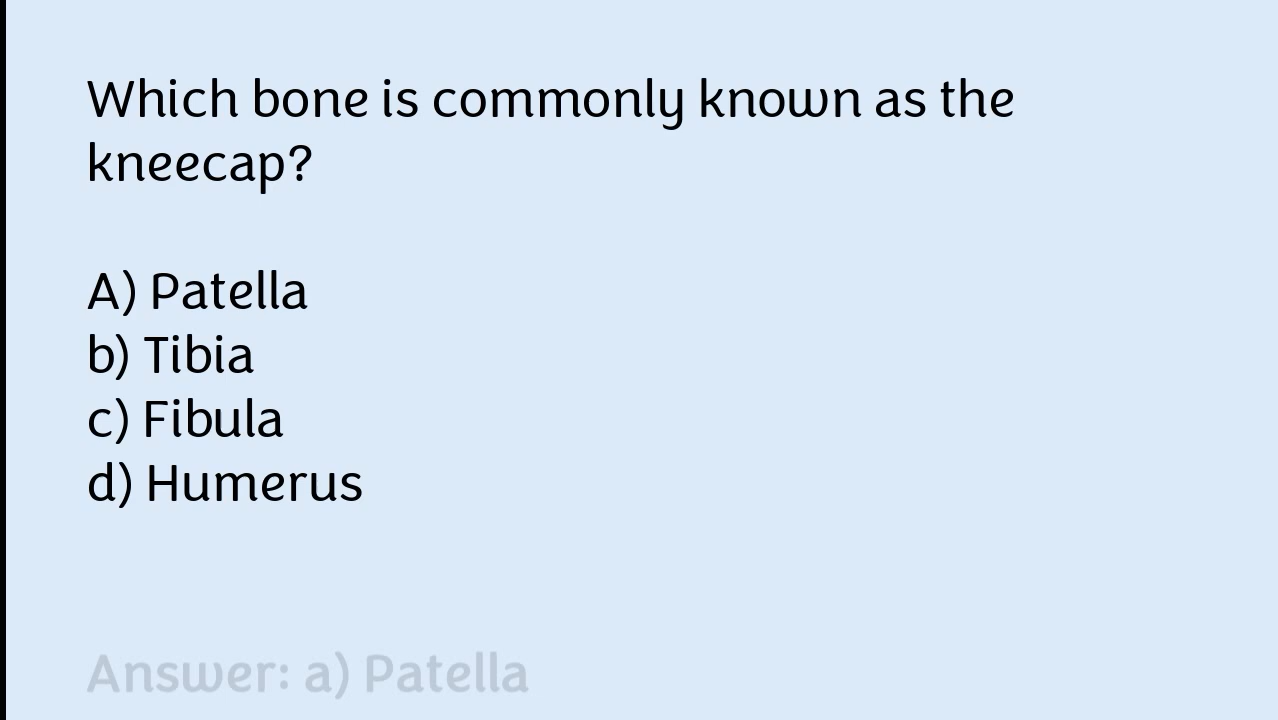 Which bone is commonly known as the
kneecap?
A) Patella
b) Tibia
c) Fibula
d) Humerus
Answer: a) Patella